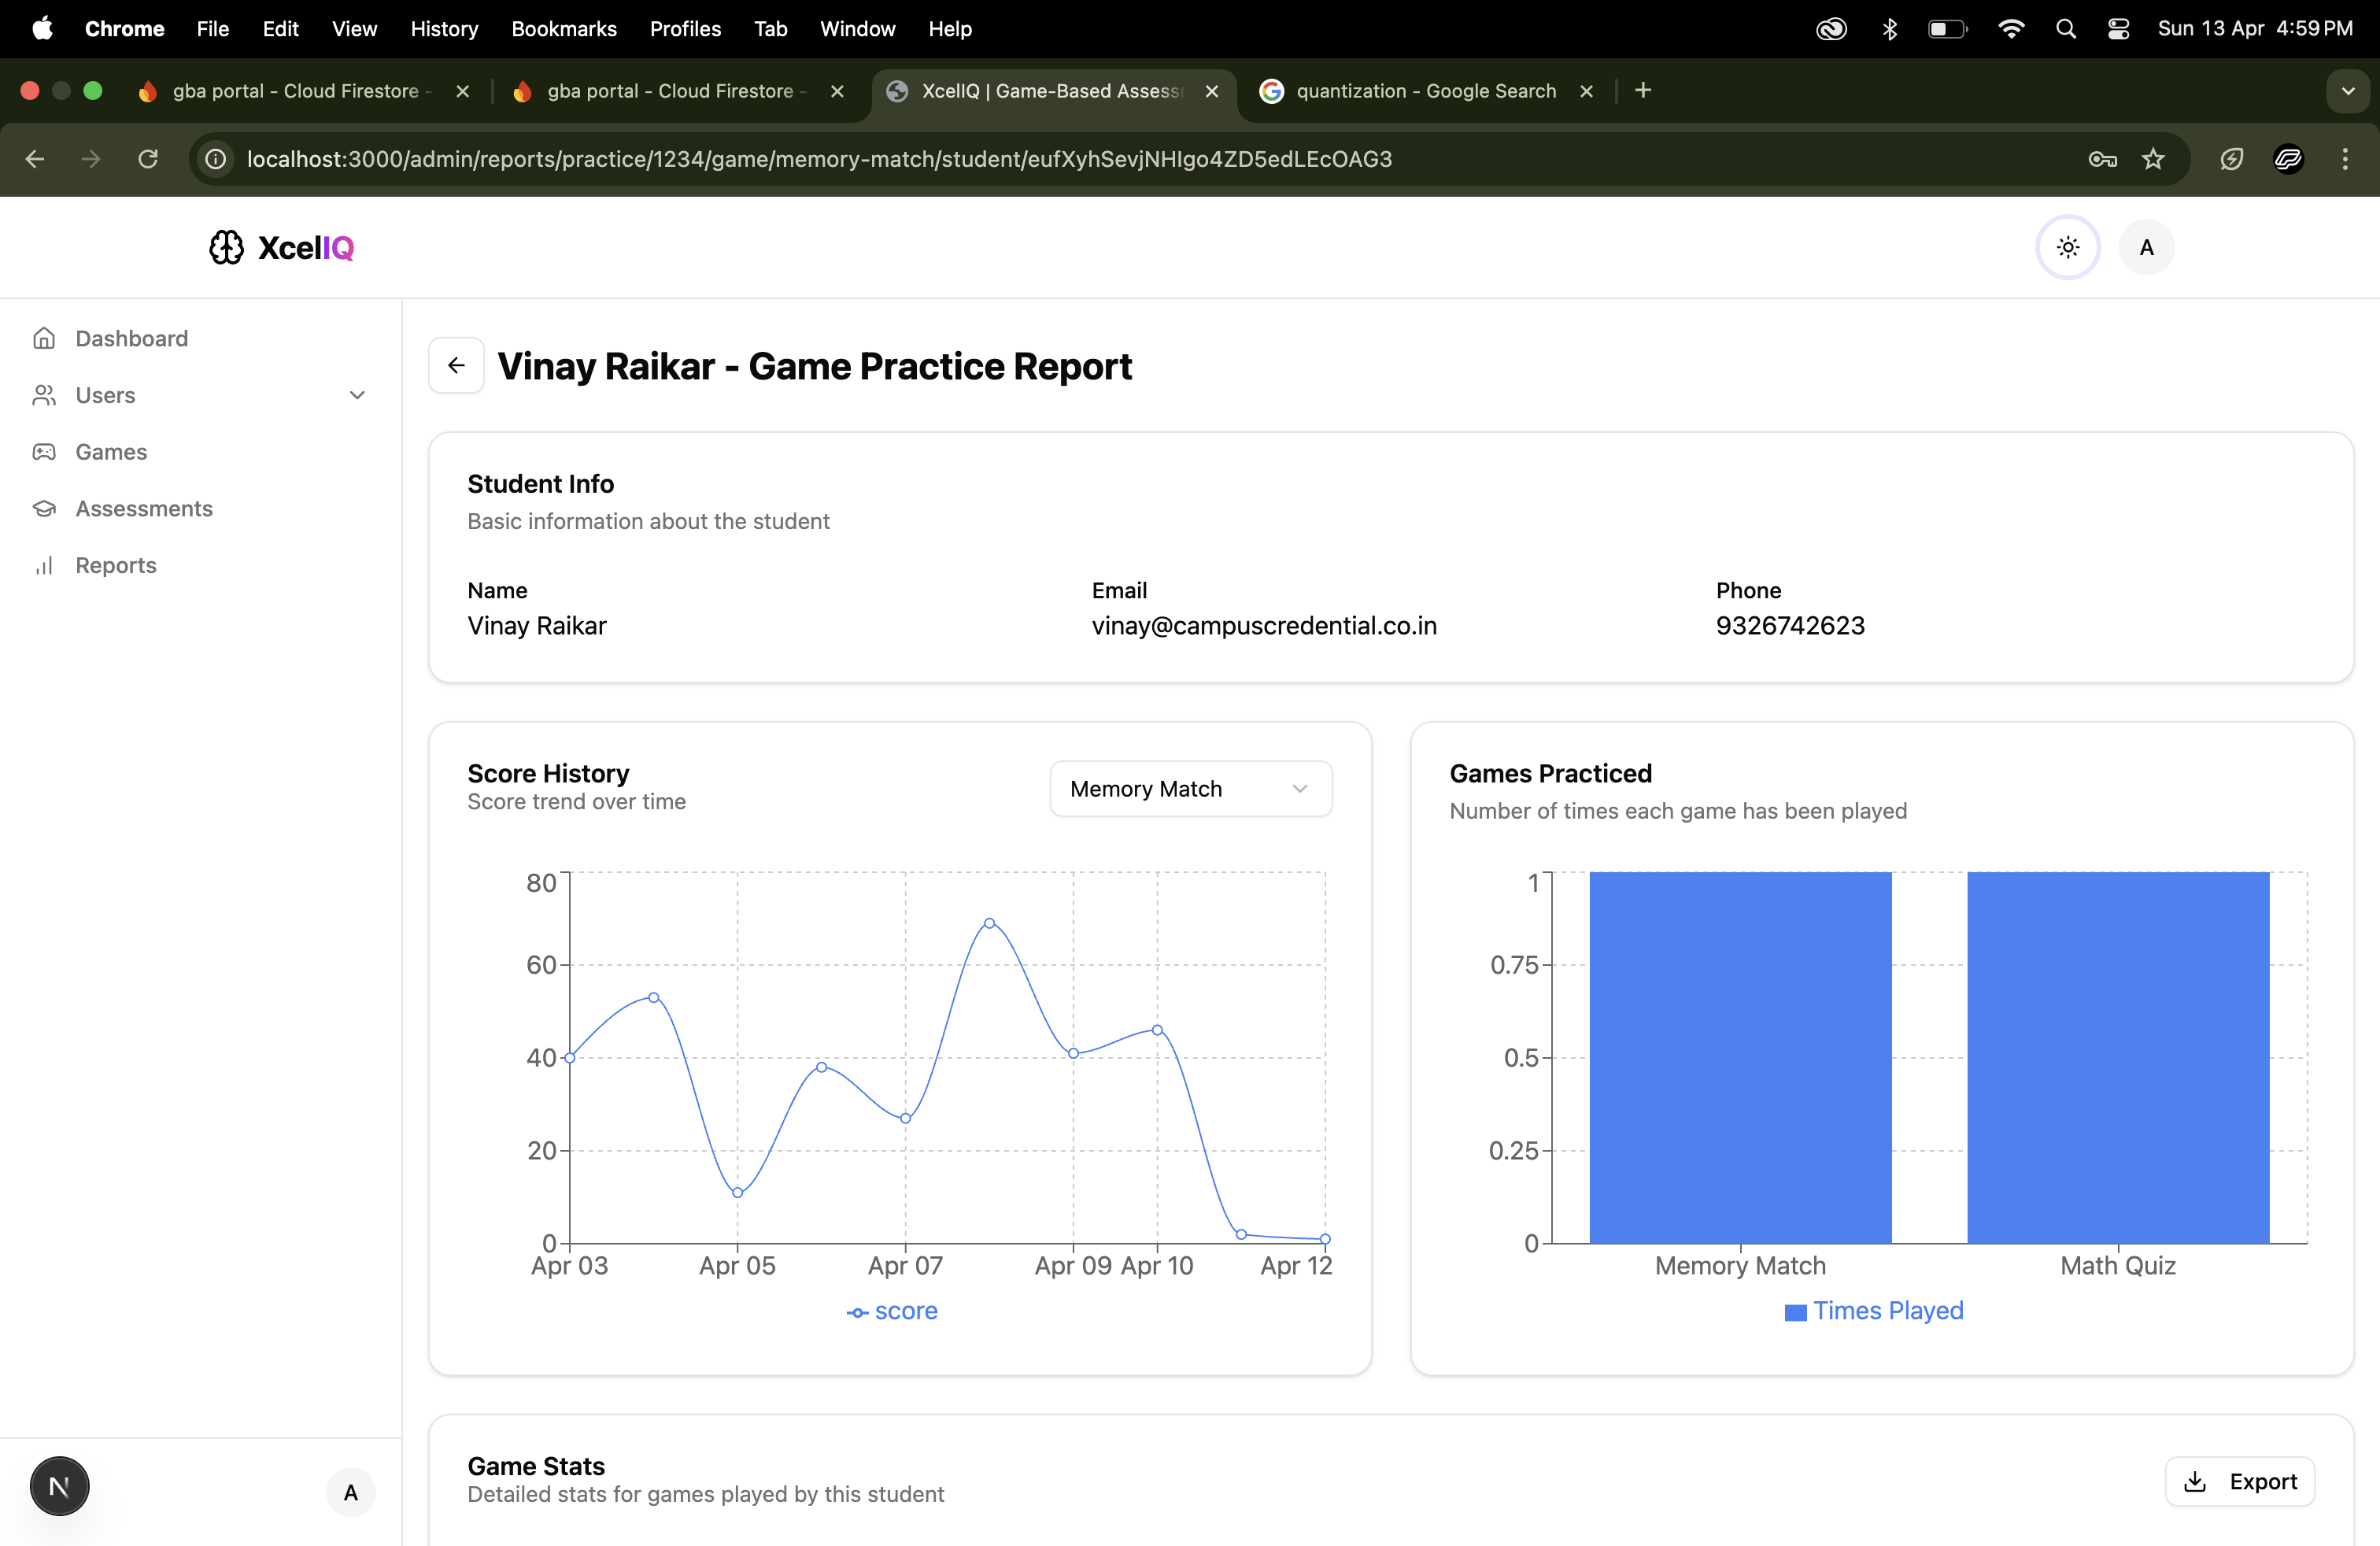 Chrome File Edit View History Bookmarks Profiles Tab Window Help Sun 13 Apr 4:59 PM
gba portal - Cloud Firestore - gba portal - Cloud Firestore - XcelIQ | Game-Based Assess quantization - Google Search
localhost:3000/admin/reports/practice/1234/game/memory-match/student/eufXyhSevjNHIgo4ZD5edLEcOAG3
XcelIQ A
Dashboard
Users
Games
Assessments
Reports
N A
Vinay Raikar - Game Practice Report
Student Info
Basic information about the student
Name Email Phone
Vinay Raikar vinay@campuscredential.co.in 9326742623
Score History
Score trend over time
Memory Match
80
60
40
20
0
Apr 03 Apr 05 Apr 07 Apr 09 Apr 10 Apr 12
score
Games Practiced
Number of times each game has been played
1
0.75
0.5
0.25
0
Memory Match Math Quiz
Times Played
Game Stats
Detailed stats for games played by this student
Export